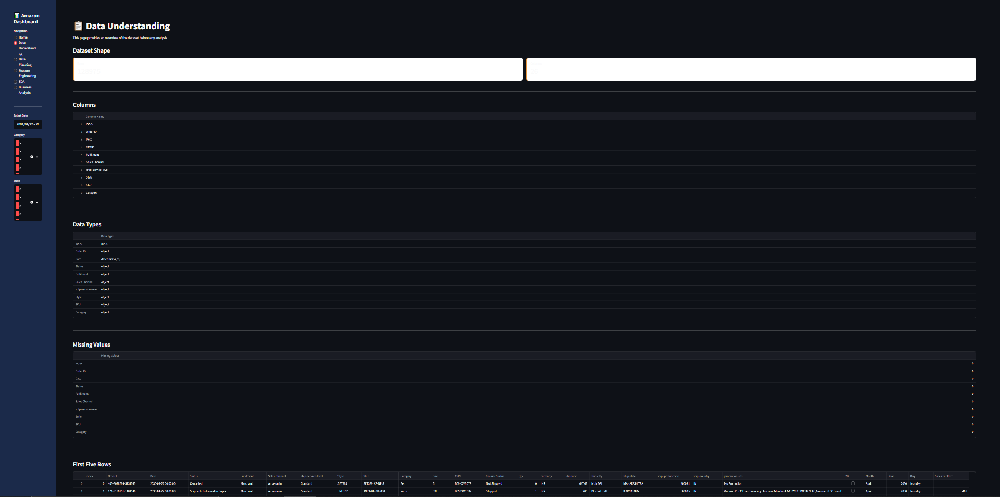 📊 Amazon
Dashboard
Navigation
Home
Data
Understandi
ng
Data
Cleaning
Feature
Engineering
EDA
Business
Analysis
Select Date
2001/04/22 – 20
Category
State
📋 Data Understanding
This page provides an overview of the dataset before any analysis.
Dataset Shape
Columns
Column Name
0 index
1 Order ID
2 Date
3 Status
4 Fulfilment
5 Sales Channel
6 ship-service-level
7 Style
8 SKU
9 Category
Data Types
Data Type
index int64
Order ID object
Date datetime64[ns]
Status object
Fulfilment object
Sales Channel object
ship-service-level object
Style object
SKU object
Category object
Missing Values
Missing Values
index 0
Order ID 0
Date 0
Status 0
Fulfilment 0
Sales Channel 0
ship-service-level 0
Style 0
SKU 0
Category 0
First Five Rows
index Order ID Date Status Fulfilment Sales Channel ship-service-level Style SKU Category Size ASIN Courier Status Qty currency Amount ship-city ship-state ship-postal-code ship-country promotion-ids B2B Month Year Day Sales Per Item
0 0 405-8078784-5731545 2030-04-22 00:00:00 Cancelled Merchant Amazon.in Standard SET389 SET389-KR-NP-S Set S B09KXVBD7Z Not Shipped 0 INR 647.62 MUMBAI MAHARASHTRA 400081 IN No Promotion April 2030 Monday
1 1 171-9198151-1101146 2030-04-22 00:00:00 Shipped - Delivered to Buyer Merchant Amazon.in Standard JNE3781 JNE3781-KR-XXXL kurta 3XL B09K3WFS32 Shipped 1 INR 406 BENGALURU KARNATAKA 560085 IN Amazon PLCC Free-Financing Universal Merchant AAT-WNKTBO3K27EJC,Amazon PLCC Free-Fi April 2030 Monday 406